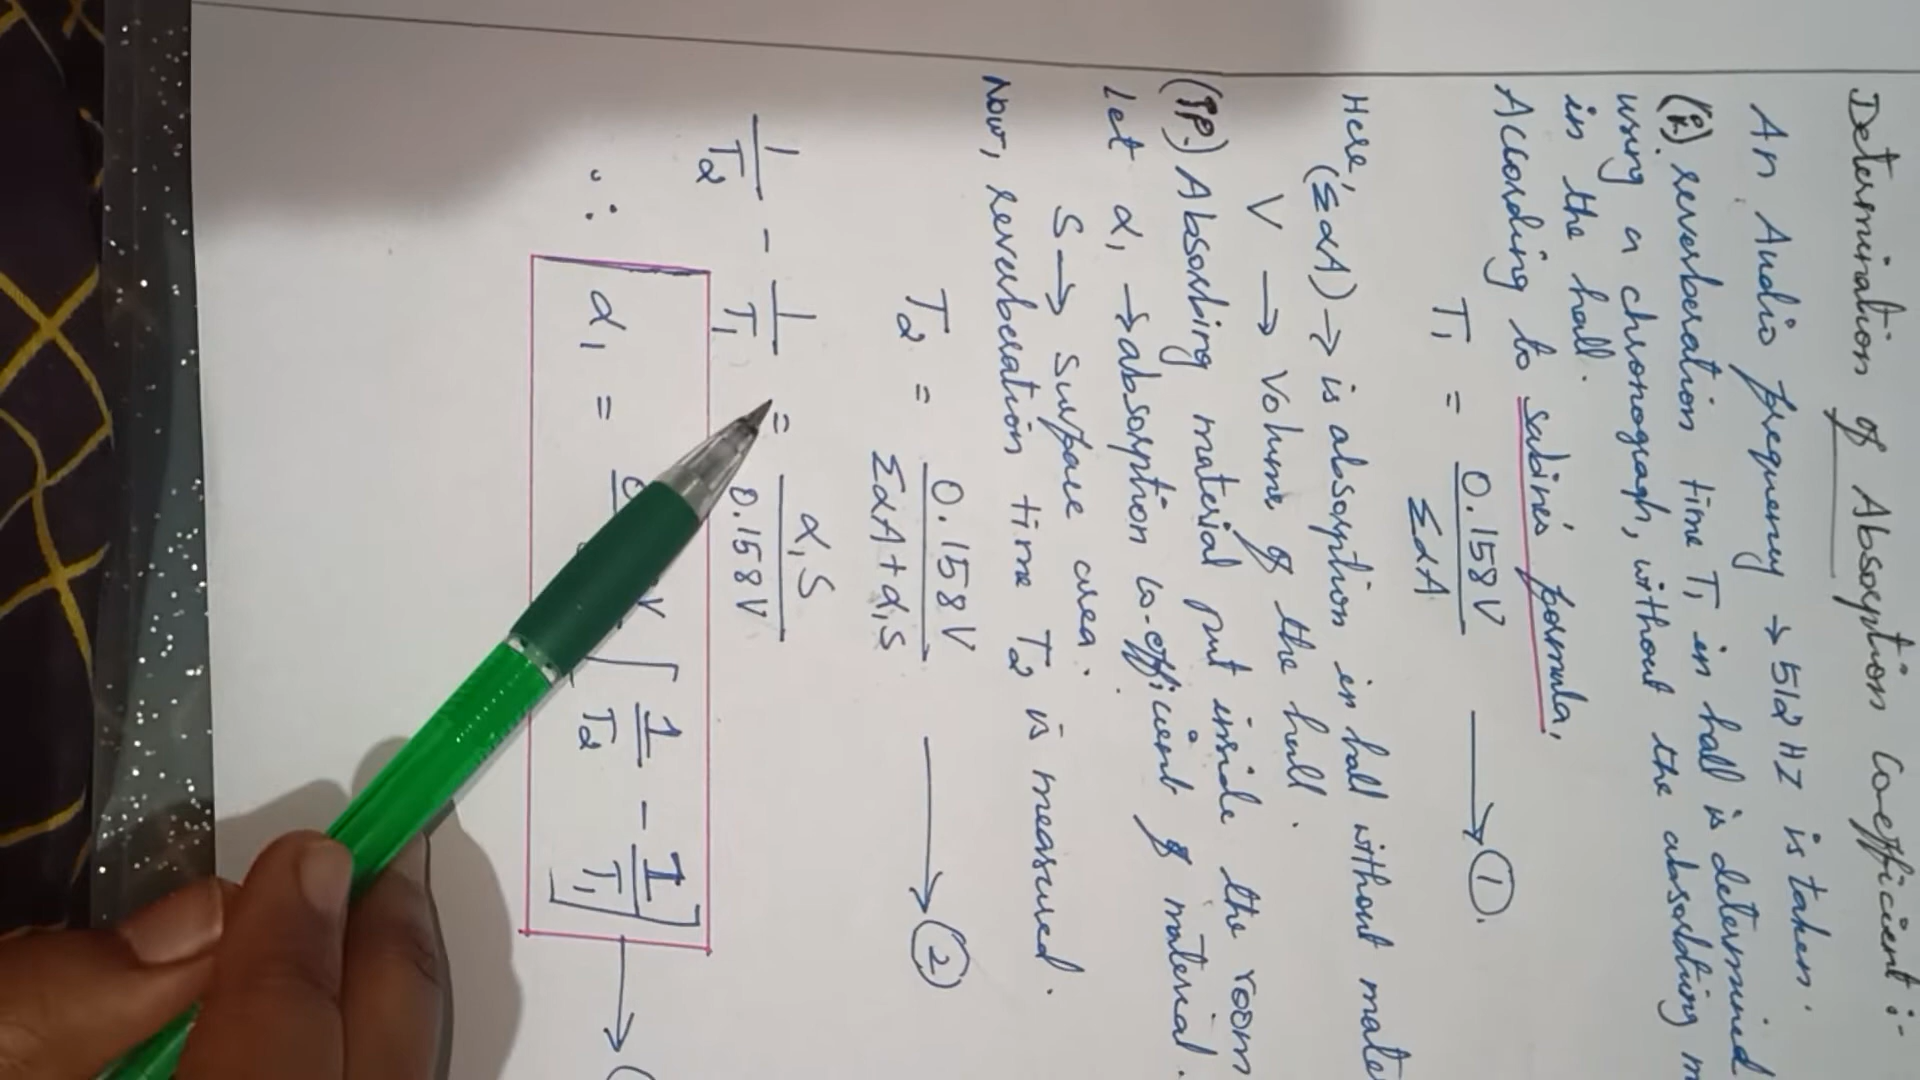 Determination of Absorption Coefficient :-
An Audio frequency → 512 HZ is taken.
reverberation time T₁ in hall is determined
using a chronograph, without the absorbing
in the hall.
According to sabine's formula,
T₁ = 0.158V / ΣαA → ①.
Here, (ΣαA) → is absorption in hall without
V → Volume of the hall.
Absorbing material put inside the room
Let α₁ → absorption co-efficient of material.
S → Surface area.
Now, reverberation time T₂ is measured.
T₂ = 0.158V / ΣαA + α₁S → ②
1/T₂ - 1/T₁ = α₁S / 0.158V
∴ α₁ = [1/T₂ - 1/T₁] →